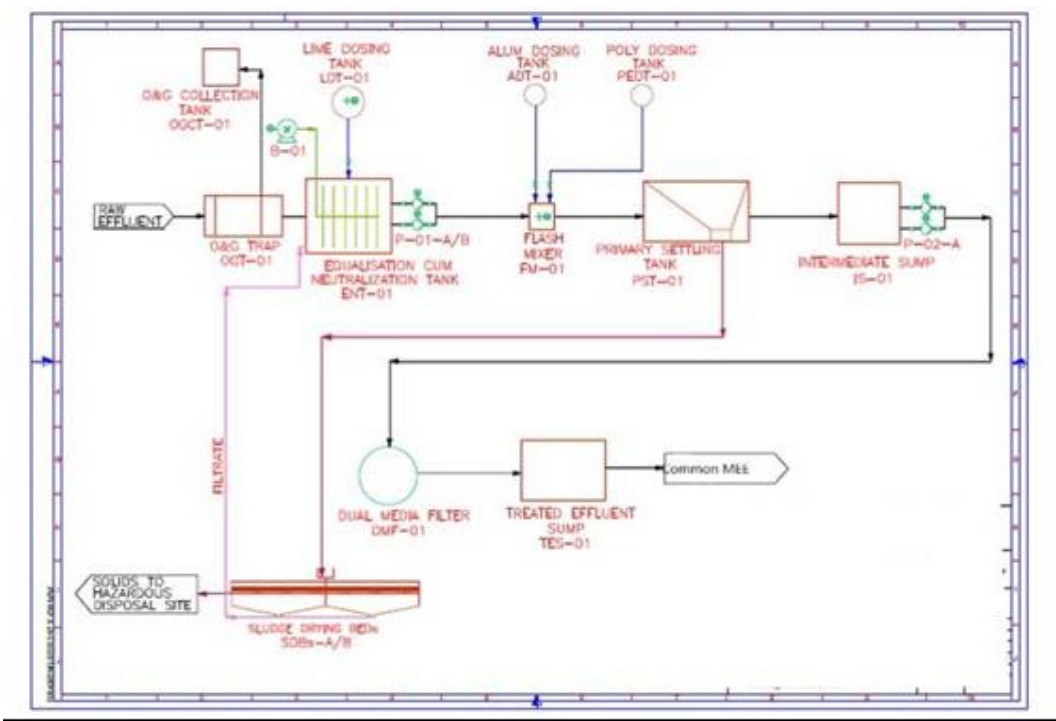 LIME DOSING
TANK
LDT-01
ALUM DOSING
TANK
ADT-01
POLY DOSING
TANK
PEDT-01
O&G COLLECTION
TANK
OGCT-01
B-01
RAW
EFFLUENT
O&G TRAP
OGT-01
P-01-A/B
EQUALISATION CUM
NEUTRALIZATION TANK
ENT-01
FLASH
MIXER
FM-01
PRIMARY SETTLING
TANK
PST-01
P-02-A
INTERMEDIATE SUMP
IS-01
FILTRATE
DUAL MEDIA FILTER
DMF-01
TREATED EFFLUENT
SUMP
TES-01
Common MEE
SOLIDS TO
HAZARDOUS
DISPOSAL SITE
SLUDGE DRYING BEDs
SDBs-A/B